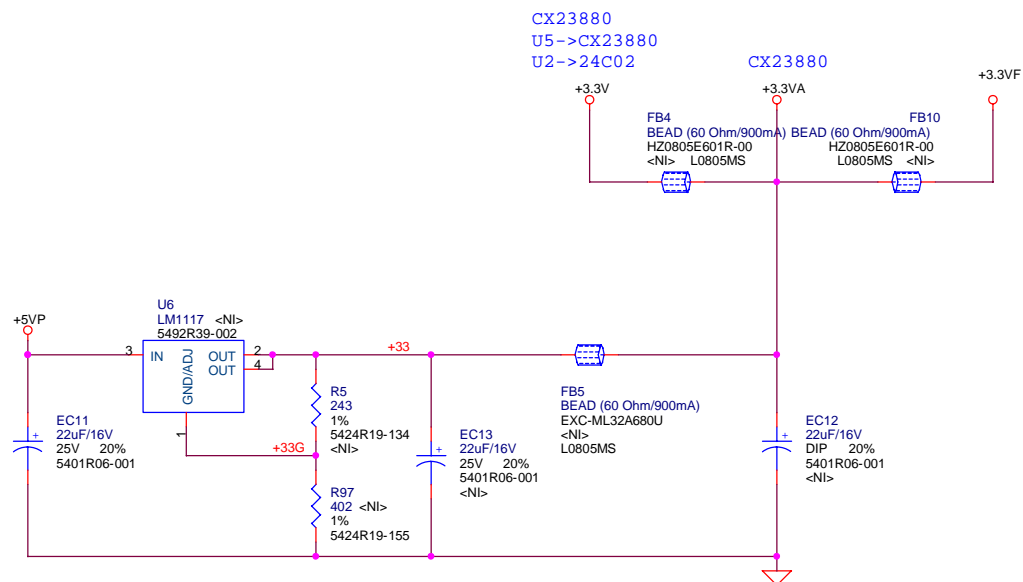 CX23880
U5->CX23880
U2->24C02
CX23880
+3.3V
+3.3VA
+3.3VF
FB4
BEAD (60 Ohm/900mA)
HZ0805E601R-00
<NI> L0805MS
FB10
BEAD (60 Ohm/900mA)
HZ0805E601R-00
L0805MS <NI>
+5VP
U6
LM1117 <NI>
5492R39-002
3
IN
OUT
2
OUT
4
GND/ADJ
1
+33
+33G
R5
243
1%
5424R19-134
<NI>
R97
402 <NI>
1%
5424R19-155
EC11
22uF/16V
25V 20%
5401R06-001
+
EC13
22uF/16V
25V 20%
5401R06-001
<NI>
+
FB5
BEAD (60 Ohm/900mA)
EXC-ML32A680U
<NI>
L0805MS
EC12
22uF/16V
DIP 20%
5401R06-001
<NI>
+